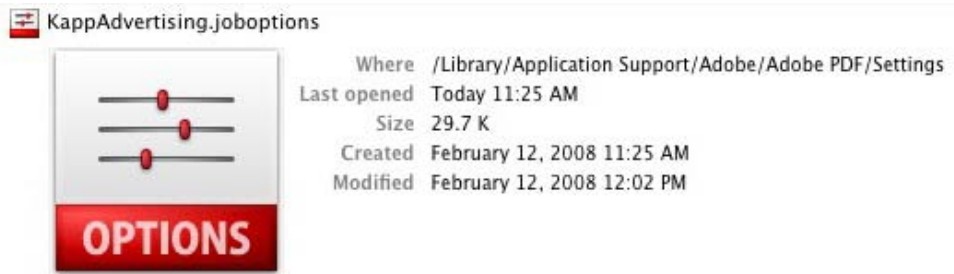 KappAdvertising.joboptions
Where /Library/Application Support/Adobe/Adobe PDF/Settings
Last opened Today 11:25 AM
Size 29.7 K
Created February 12, 2008 11:25 AM
Modified February 12, 2008 12:02 PM
OPTIONS